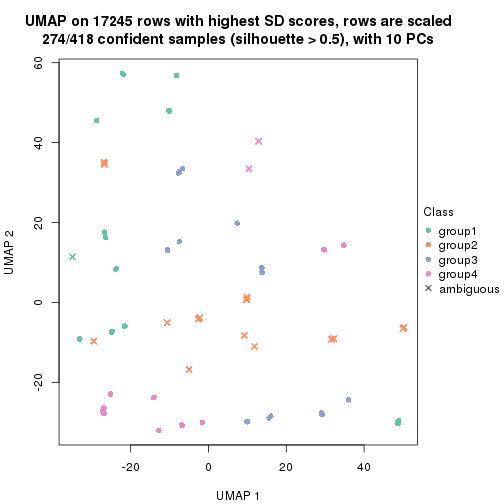 UMAP on 17245 rows with highest SD scores, rows are scaled
274/418 confident samples (silhouette > 0.5), with 10 PCs
60
40
20
0
-20
UMAP 2
-20
0
20
40
UMAP 1
Class
group1
group2
group3
group4
ambiguous